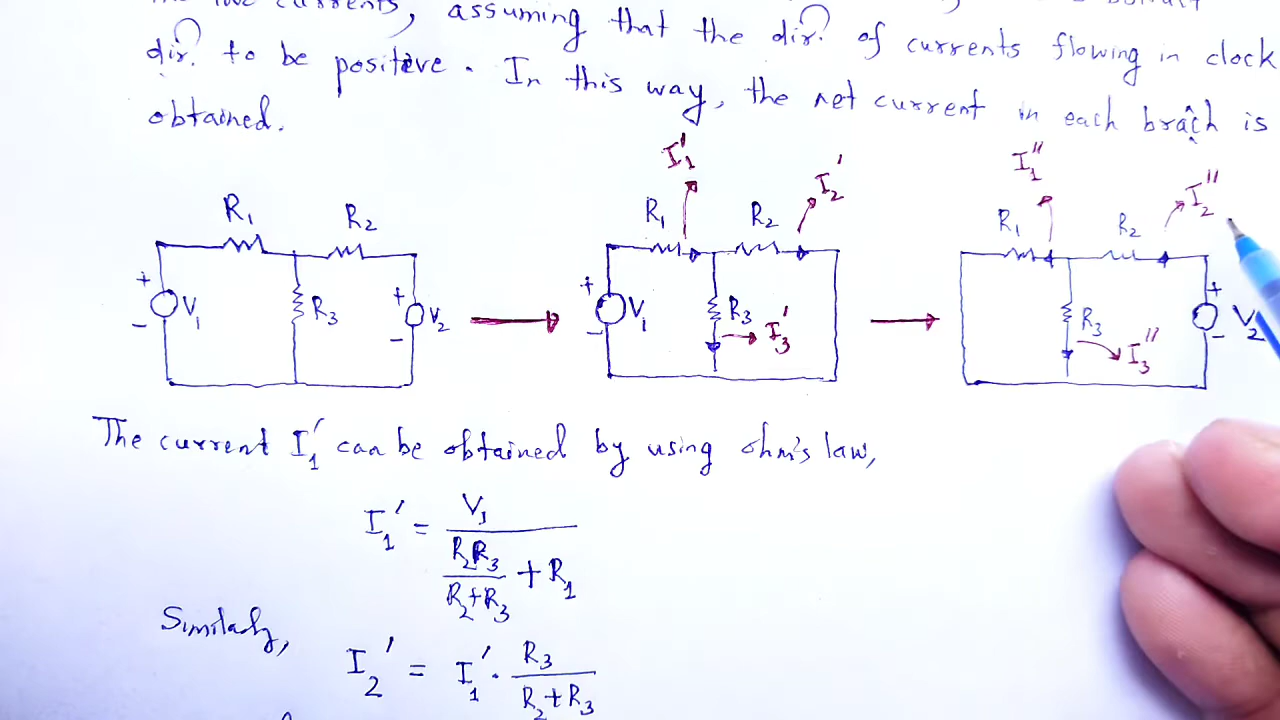 currents, assuming that the dir? of currents flowing in clock
dir? to be positive. In this way, the net current in each brach is
obtained.
R1 R2 R3 V1 V2 + - + -
I1' I2' R1 R2 R3 I3' V1 + -
I1'' I2'' R1 R2 R3 I3'' V2 + -
The current I1' can be obtained by using ohm's law,
I1' = V1 / (R2R3 / (R2+R3) + R1)
Similarly,
I2' = I1' . R3 / (R2+R3)